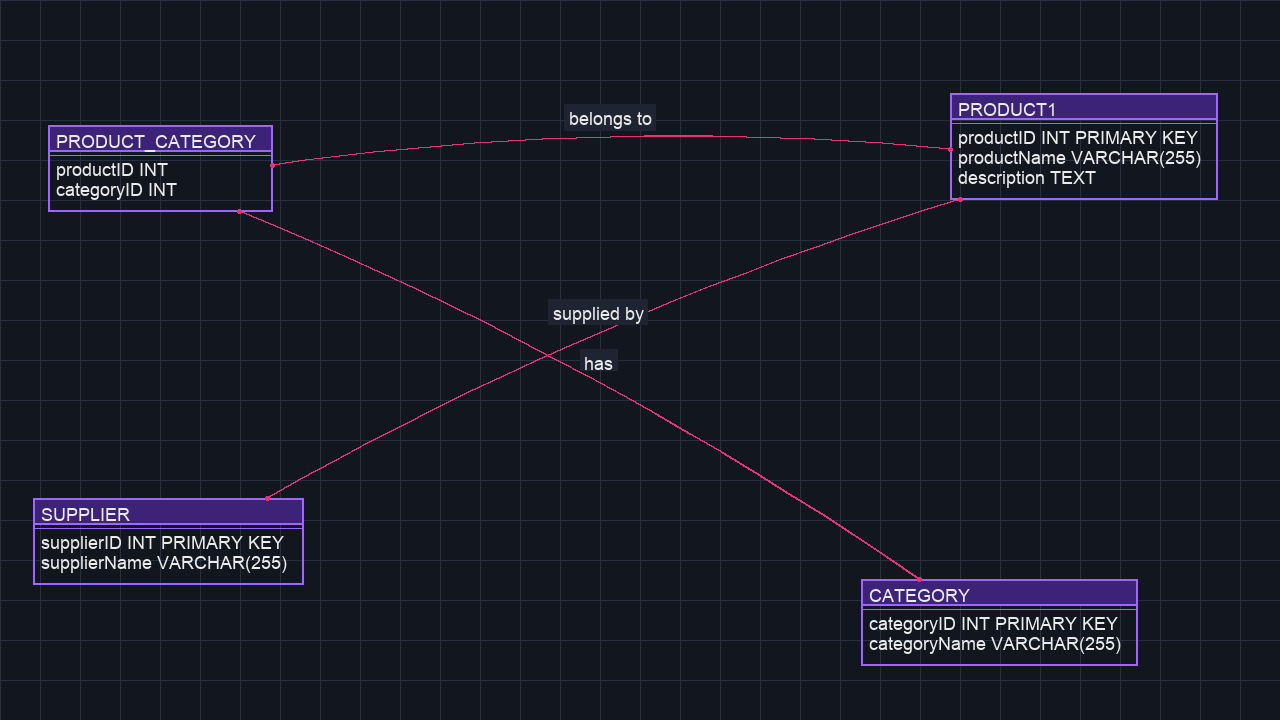 PRODUCT_CATEGORY
productID INT
categoryID INT
belongs to
PRODUCT1
productID INT PRIMARY KEY
productName VARCHAR(255)
description TEXT
supplied by
has
SUPPLIER
supplierID INT PRIMARY KEY
supplierName VARCHAR(255)
CATEGORY
categoryID INT PRIMARY KEY
categoryName VARCHAR(255)